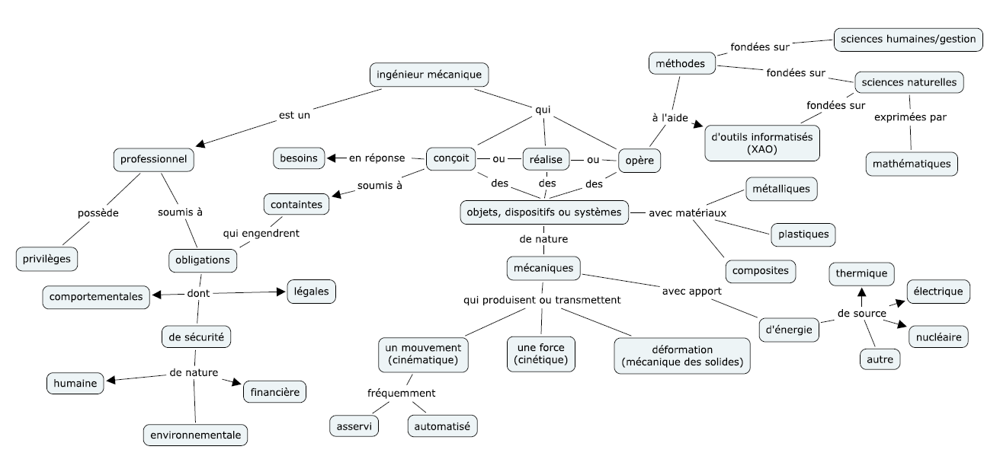 sciences humaines/gestion
fondées sur
méthodes
ingénieur mécanique
fondées sur
sciences naturelles
fondées sur
qui
est un
à l'aide
exprimées par
d'outils informatisés
(XAO)
professionnel
besoins
en réponse
conçoit
ou
réalise
ou
opère
mathématiques
soumis à
des
des
des
métalliques
containtes
possède
soumis à
objets, dispositifs ou systèmes
avec matériaux
qui engendrent
plastiques
de nature
privilèges
obligations
mécaniques
composites
thermique
comportementales
dont
légales
avec apport
électrique
qui produisent ou transmettent
de source
d'énergie
de sécurité
nucléaire
un mouvement
(cinématique)
une force
(cinétique)
déformation
(mécanique des solides)
autre
de nature
humaine
financière
fréquemment
asservi
automatisé
environnementale